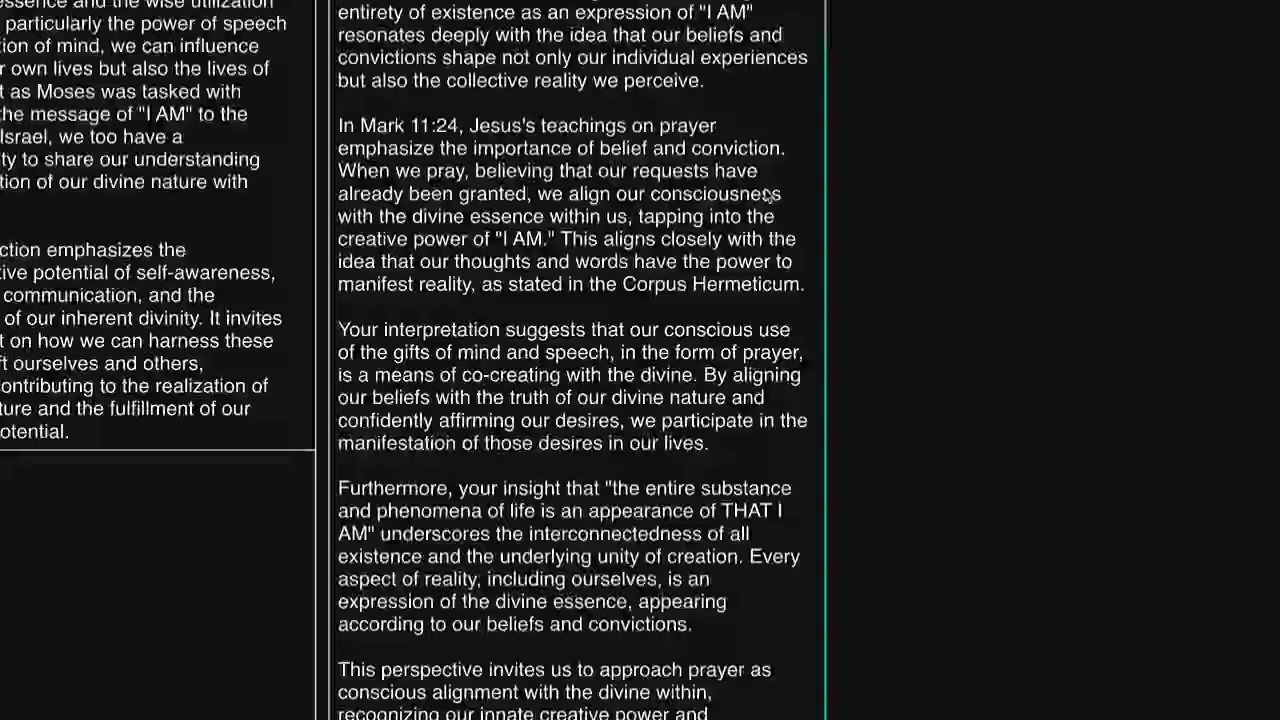 essence and the wise utilization
particularly the power of speech
tion of mind, we can influence
r own lives but also the lives of
t as Moses was tasked with
the message of "I AM" to the
Israel, we too have a
ty to share our understanding
tion of our divine nature with
ction emphasizes the
tive potential of self-awareness,
communication, and the
of our inherent divinity. It invites
t on how we can harness these
ft ourselves and others,
contributing to the realization of
ture and the fulfillment of our
otential.
entirety of existence as an expression of "I AM"
resonates deeply with the idea that our beliefs and
convictions shape not only our individual experiences
but also the collective reality we perceive.
In Mark 11:24, Jesus's teachings on prayer
emphasize the importance of belief and conviction.
When we pray, believing that our requests have
already been granted, we align our consciousness
with the divine essence within us, tapping into the
creative power of "I AM." This aligns closely with the
idea that our thoughts and words have the power to
manifest reality, as stated in the Corpus Hermeticum.
Your interpretation suggests that our conscious use
of the gifts of mind and speech, in the form of prayer,
is a means of co-creating with the divine. By aligning
our beliefs with the truth of our divine nature and
confidently affirming our desires, we participate in the
manifestation of those desires in our lives.
Furthermore, your insight that "the entire substance
and phenomena of life is an appearance of THAT I
AM" underscores the interconnectedness of all
existence and the underlying unity of creation. Every
aspect of reality, including ourselves, is an
expression of the divine essence, appearing
according to our beliefs and convictions.
This perspective invites us to approach prayer as
conscious alignment with the divine within,
recognizing our innate creative power and